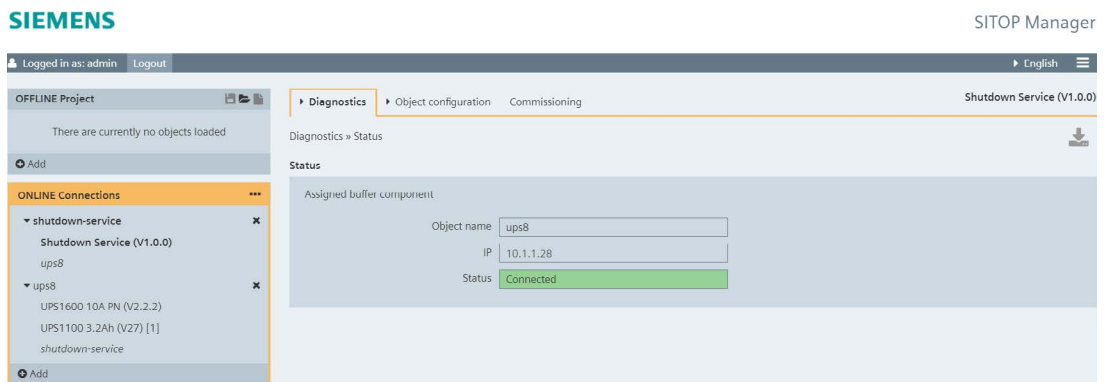 SIEMENS
SITOP Manager
Logged in as: admin Logout
English
OFFLINE Project
There are currently no objects loaded
Add
ONLINE Connections
shutdown-service
Shutdown Service (V1.0.0)
ups8
ups8
UPS1600 10A PN (V2.2.2)
UPS1100 3.2Ah (V27) [1]
shutdown-service
Add
Diagnostics Object configuration Commissioning
Shutdown Service (V1.0.0)
Diagnostics » Status
Status
Assigned buffer component
Object name ups8
IP 10.1.1.28
Status Connected